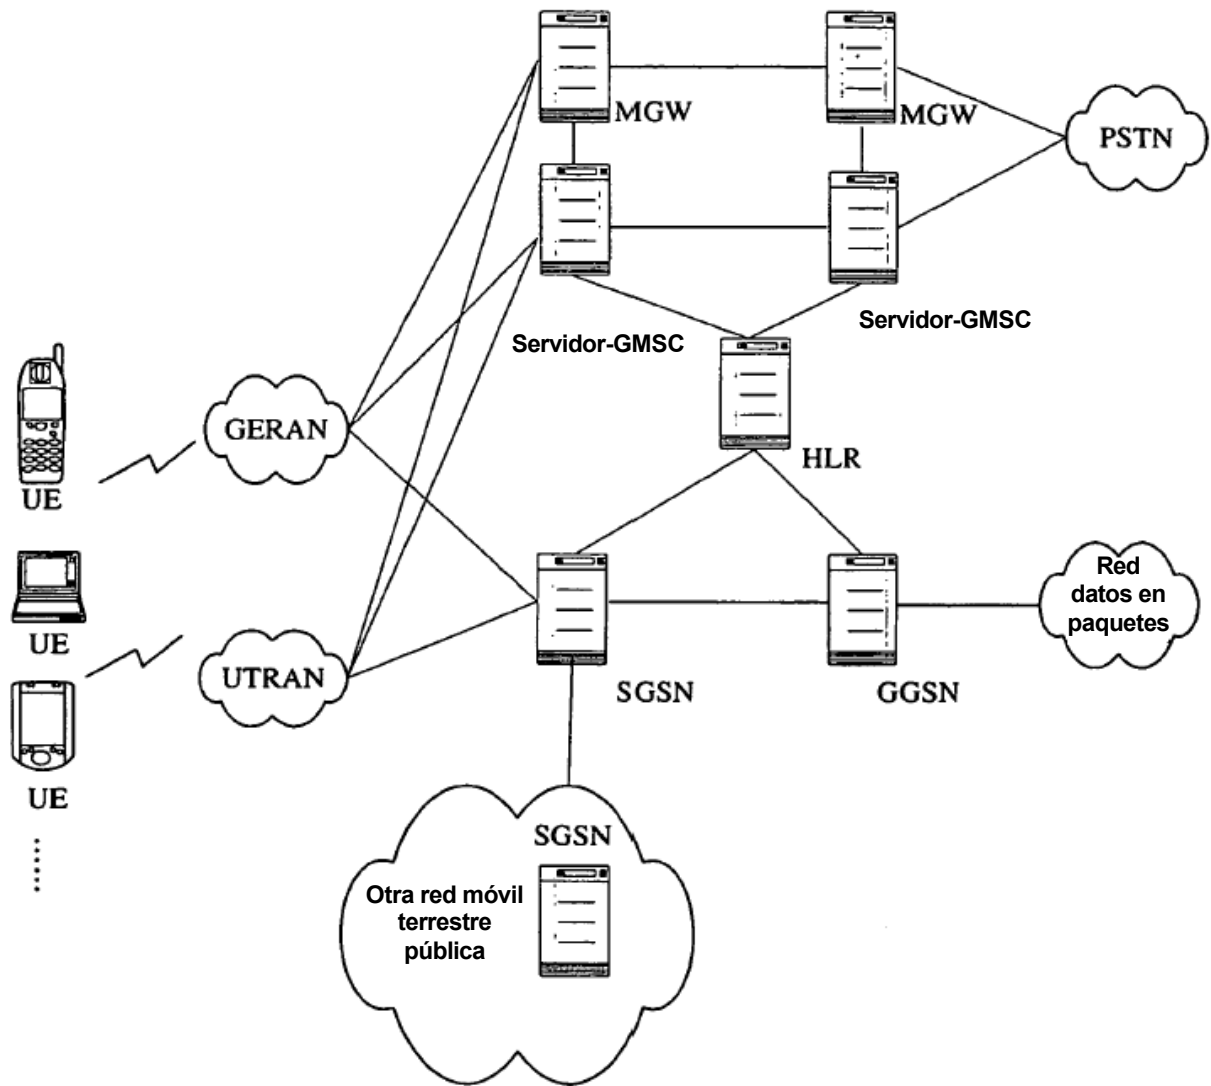 MGW
MGW
PSTN
Servidor-GMSC
Servidor-GMSC
GERAN
HLR
UE
UE
UTRAN
SGSN
GGSN
Red
datos en
paquetes
UE
SGSN
Otra red móvil
terrestre
pública